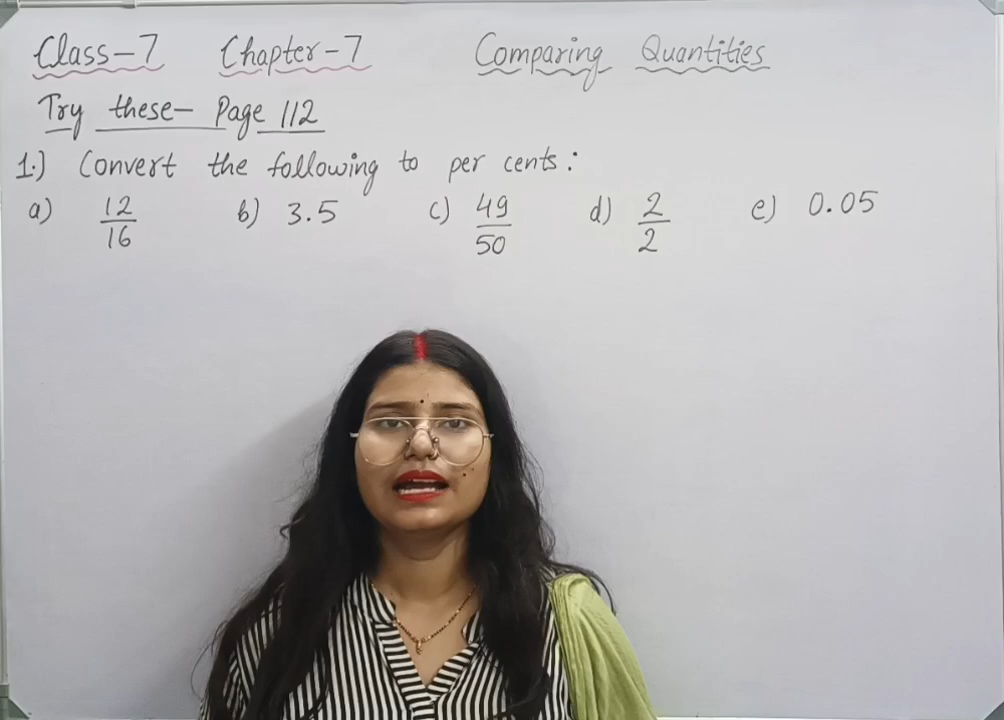 Class-7 Chapter-7 Comparing Quantities
Try these- Page 112
1.) Convert the following to per cents:
a) 12/16 b) 3.5 c) 49/50 d) 2/2 e) 0.05